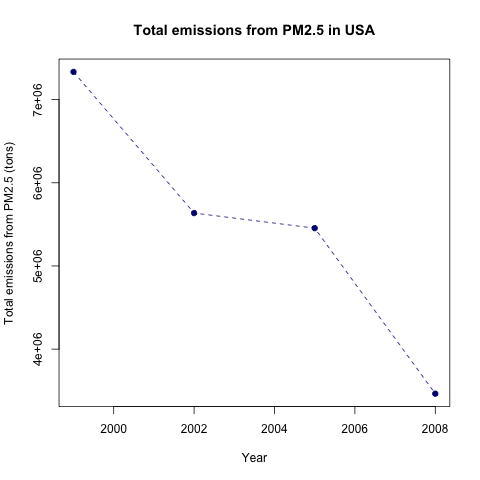 Total emissions from PM2.5 in USA
Total emissions from PM2.5 (tons)
7e+06
6e+06
5e+06
4e+06
2000 2002 2004 2006 2008
Year